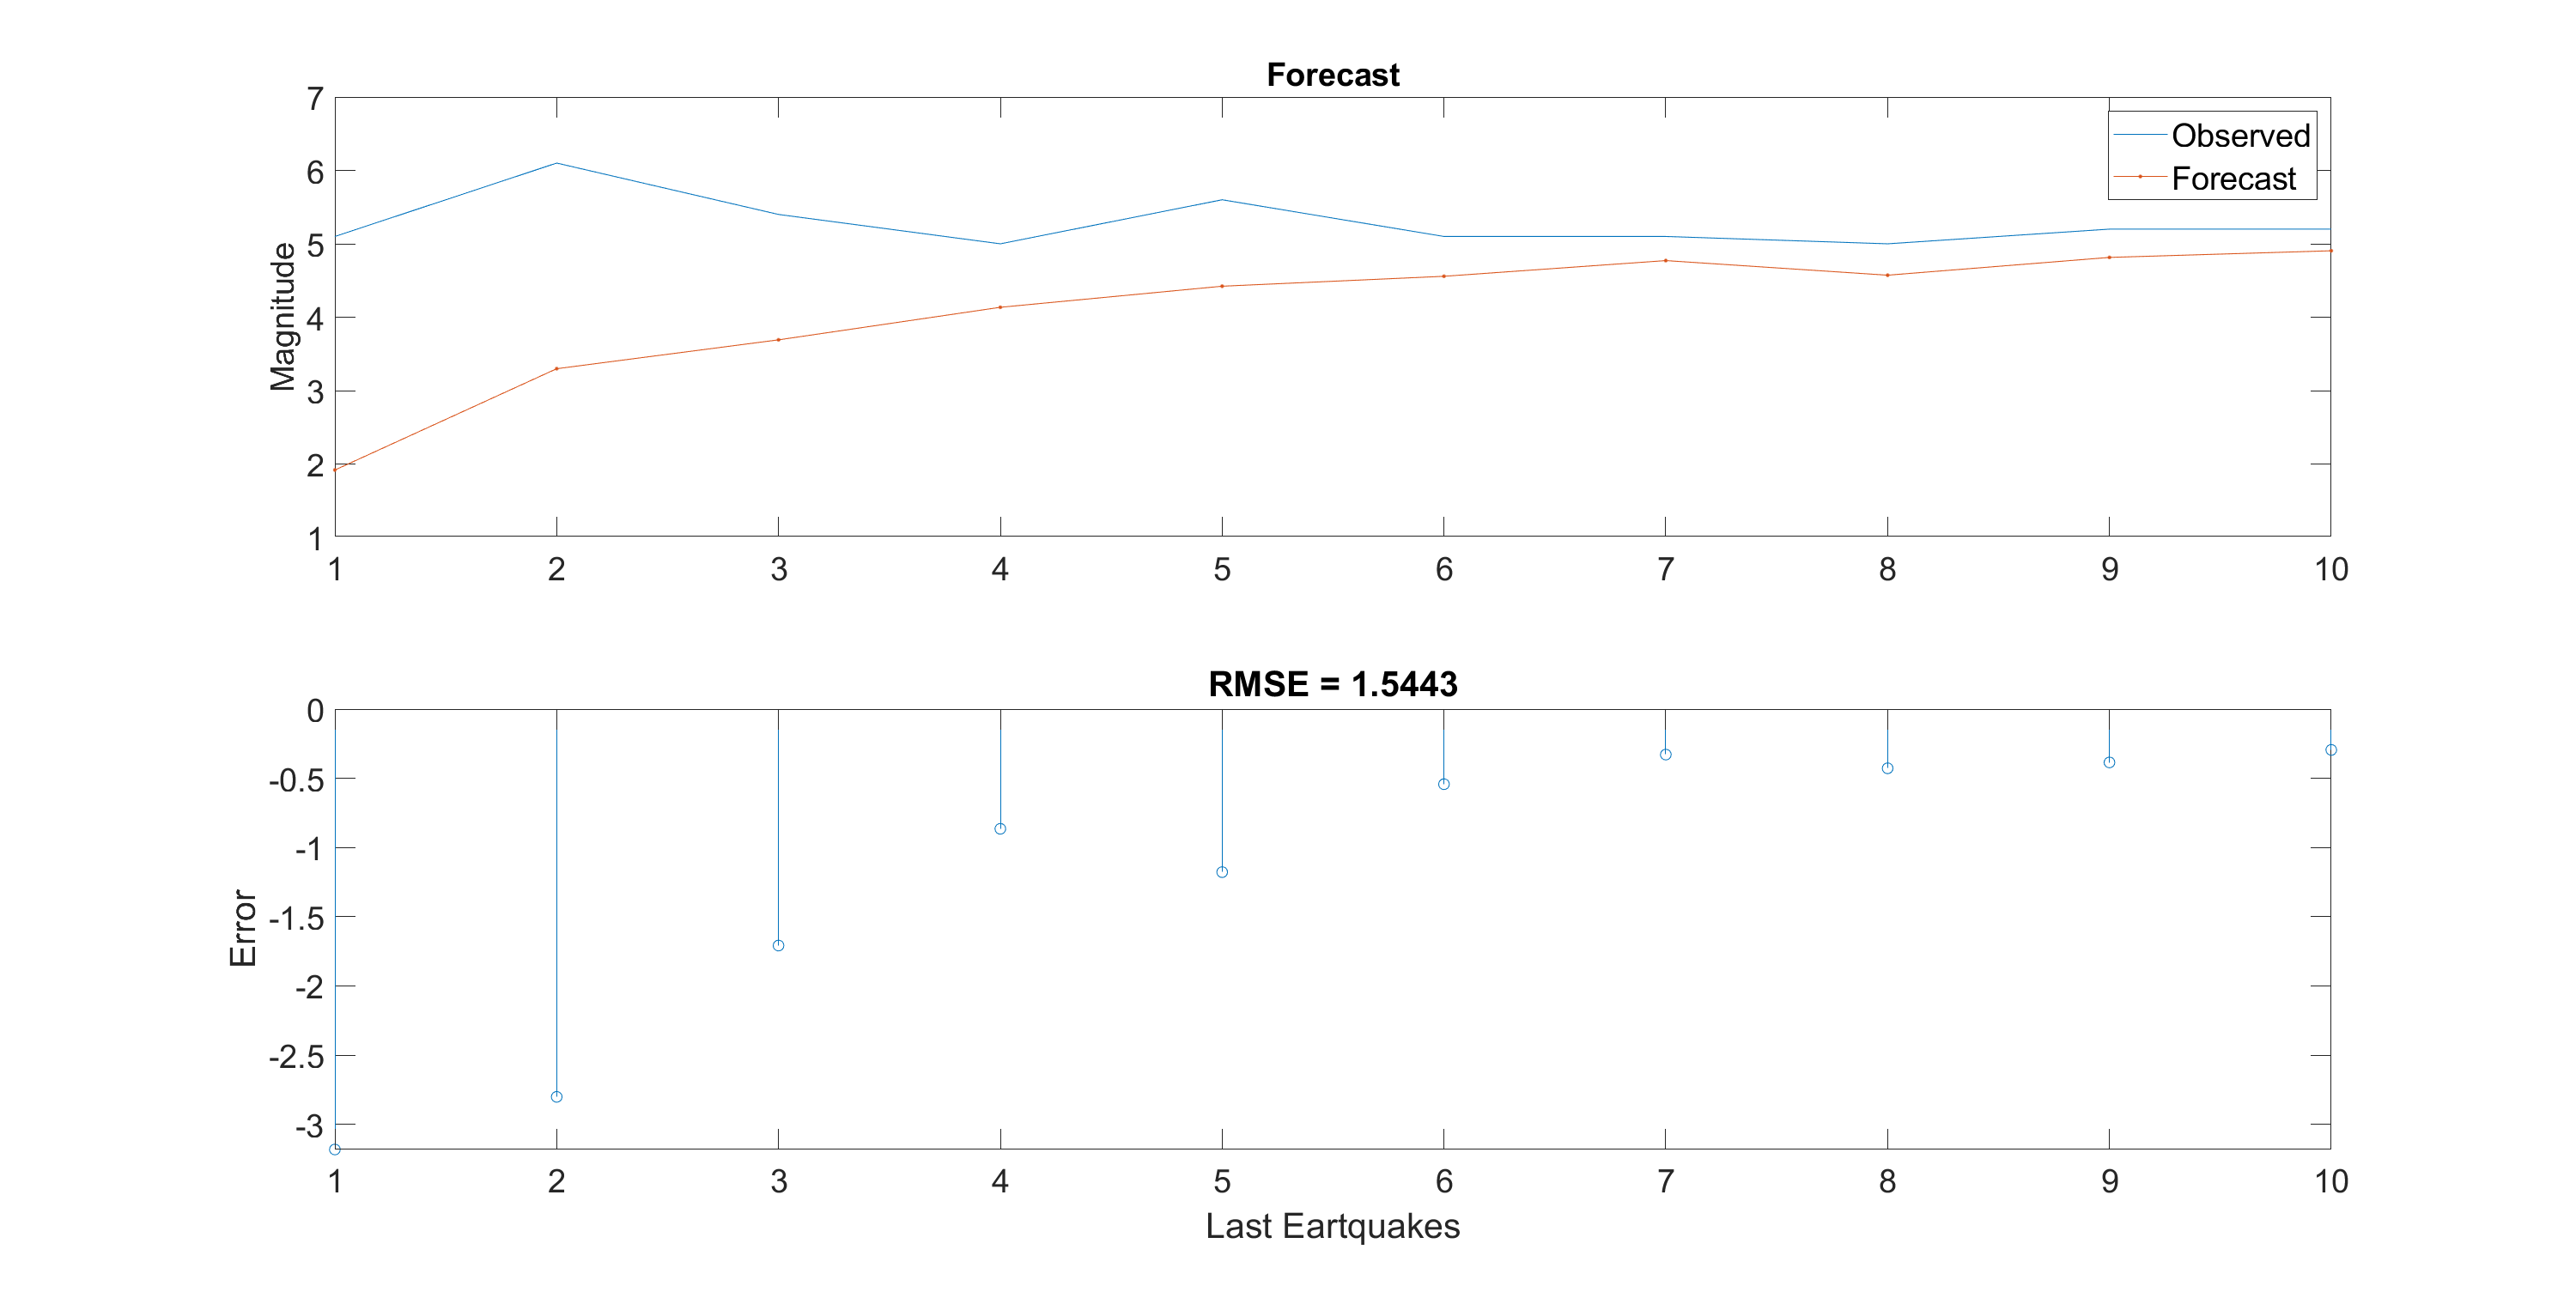 Forecast
7
6
5
4
3
2
1
Magnitude
Observed
Forecast
1 2 3 4 5 6 7 8 9 10
RMSE = 1.5443
0
-0.5
-1
-1.5
-2
-2.5
-3
Error
1 2 3 4 5 6 7 8 9 10
Last Eartquakes